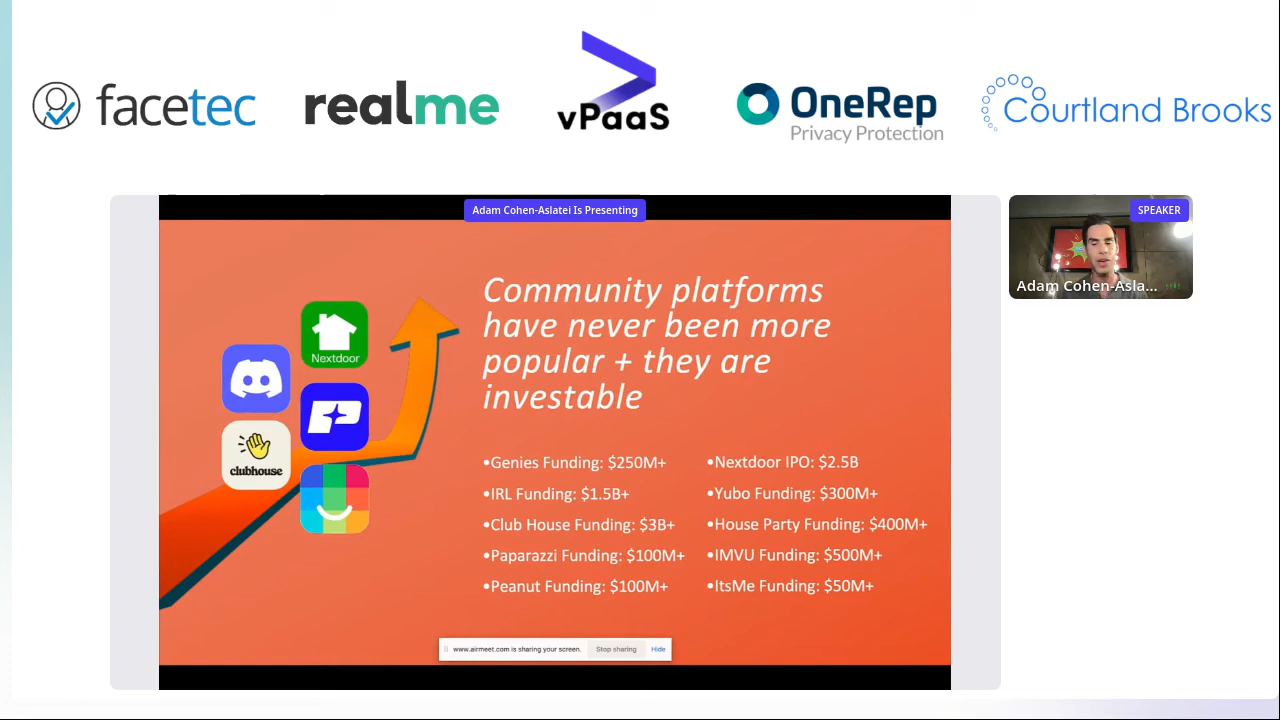 facetec
realme
vPaaS
OneRep
Privacy Protection
Courtland Brooks
Adam Cohen-Aslatei Is Presenting
SPEAKER
Adam Cohen-Asla...
Community platforms
have never been more
popular + they are
investable
Nextdoor
clubhouse
•Genies Funding: $250M+
•IRL Funding: $1.5B+
•Club House Funding: $3B+
•Paparazzi Funding: $100M+
•Peanut Funding: $100M+
•Nextdoor IPO: $2.5B
•Yubo Funding: $300M+
•House Party Funding: $400M+
•IMVU Funding: $500M+
•ItsMe Funding: $50M+
www.airmeet.com is sharing your screen.
Stop sharing
Hide